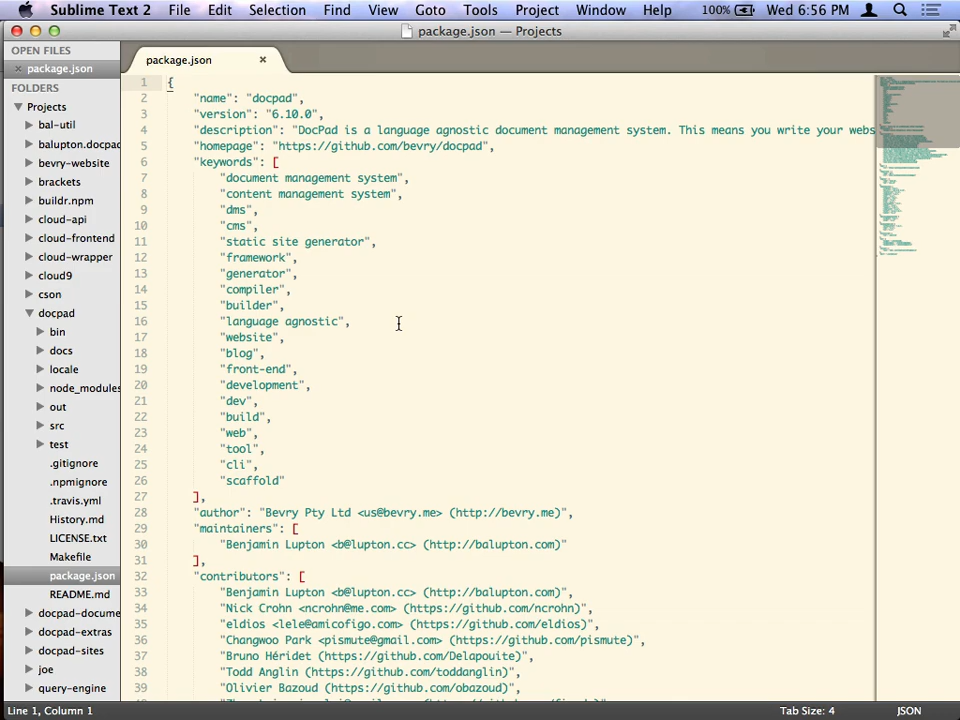 Sublime Text 2 File Edit Selection Find View Goto Tools Project Window Help 100% Wed 6:56 PM
package.json — Projects
OPEN FILES
× package.json
FOLDERS
Projects
bal-util
balupton.docpad
bevry-website
brackets
buildr.npm
cloud-api
cloud-frontend
cloud-wrapper
cloud9
cson
docpad
bin
docs
locale
node_modules
out
src
test
.gitignore
.npmignore
.travis.yml
History.md
LICENSE.txt
Makefile
package.json
README.md
docpad-docume
docpad-extras
docpad-sites
joe
query-engine
package.json ×
1 {
2 "name": "docpad",
3 "version": "6.10.0",
4 "description": "DocPad is a language agnostic document management system. This means you write your webs
5 "homepage": "https://github.com/bevry/docpad",
6 "keywords": [
7 "document management system",
8 "content management system",
9 "dms",
10 "cms",
11 "static site generator",
12 "framework",
13 "generator",
14 "compiler",
15 "builder",
16 "language agnostic",
17 "website",
18 "blog",
19 "front-end",
20 "development",
21 "dev",
22 "build",
23 "web",
24 "tool",
25 "cli",
26 "scaffold"
27 ],
28 "author": "Bevry Pty Ltd <us@bevry.me> (http://bevry.me)",
29 "maintainers": [
30 "Benjamin Lupton <b@lupton.cc> (http://balupton.com)"
31 ],
32 "contributors": [
33 "Benjamin Lupton <b@lupton.cc> (http://balupton.com)",
34 "Nick Crohn <ncrohn@me.com> (https://github.com/ncrohn)",
35 "eldios <lele@amicofigo.com> (https://github.com/eldios)",
36 "Changwoo Park <pismute@gmail.com> (https://github.com/pismute)",
37 "Bruno Héridet (https://github.com/Delapouite)",
38 "Todd Anglin (https://github.com/toddanglin)",
39 "Olivier Bazoud (https://github.com/obazoud)",
Line 1, Column 1 Tab Size: 4 JSON